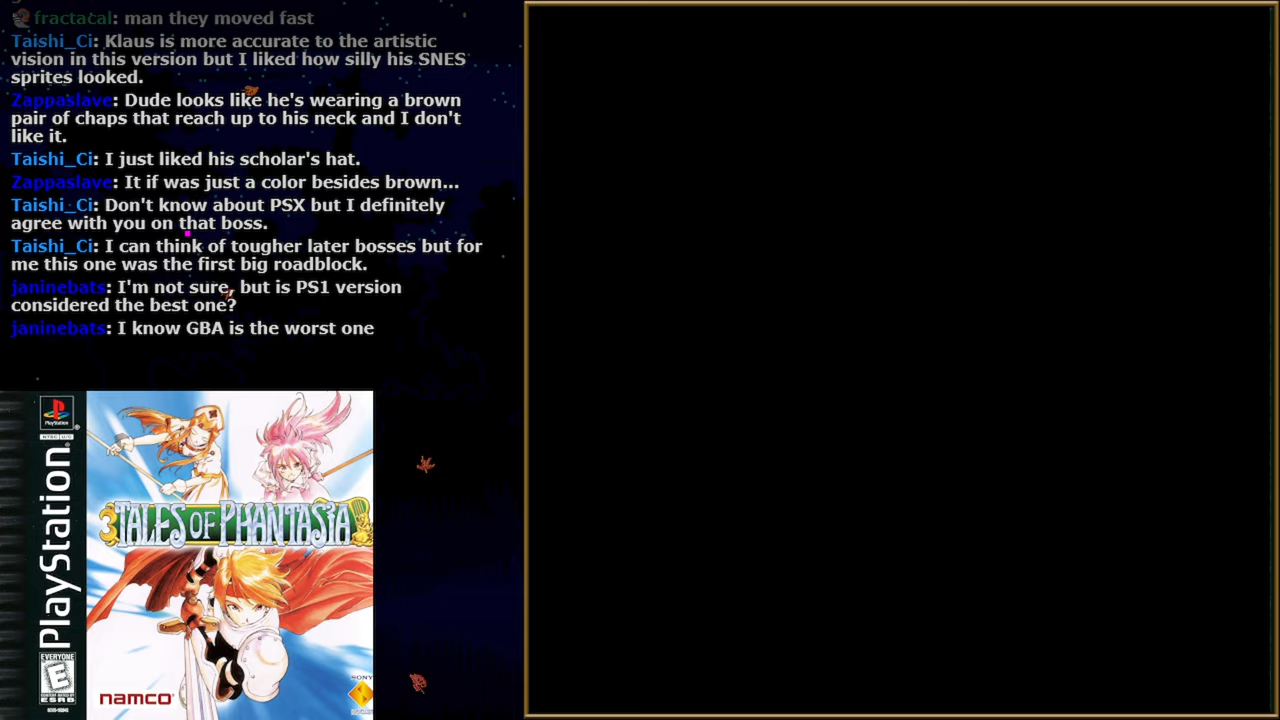 fractacal: man they moved fast
Taishi_Ci: Klaus is more accurate to the artistic
vision in this version but I liked how silly his SNES
sprites looked.
Zappaslave: Dude looks like he's wearing a brown
pair of chaps that reach up to his neck and I don't
like it.
Taishi_Ci: I just liked his scholar's hat.
Zappaslave: It if was just a color besides brown...
Taishi_Ci: Don't know about PSX but I definitely
agree with you on that boss.
Taishi_Ci: I can think of tougher later bosses but for
me this one was the first big roadblock.
janinebats: I'm not sure, but is PS1 version
considered the best one?
janinebats: I know GBA is the worst one
PlayStation
NTSC U/C
PlayStation
TALES OF PHANTASIA
EVERYONE
E
ESRB
namco
SONY